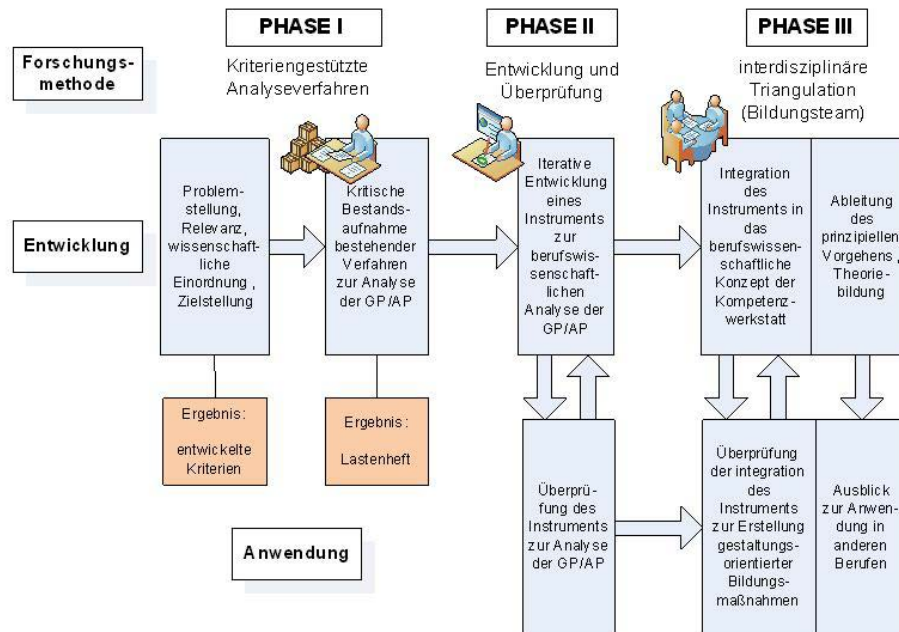 PHASE I
PHASE II
PHASE III
Forschungs-
methode
Kriteriengestützte
Analyseverfahren
Entwicklung und
Überprüfung
interdisziplinäre
Triangulation
(Bildungsteam)
Entwicklung
Problem-
stellung,
Relevanz,
wissenschaft-
liche
Einordnung ,
Zielstellung
Kritische
Bestands-
aufnahme
bestehender
Verfahren
zur Analyse
der GP/AP
Iterative
Entwicklung
eines
Instruments
zur
berufswis-
senschaft-
lichen
Analyse der
GP/AP
Integration
des
Instruments in
das
berufswissen-
schaftliche
Konzept der
Kompetenz-
werkstatt
Ableitung
des
prinzipiellen
Vorgehens ,
Theorie-
bildung
Ergebnis :
entwickelte
Kriterien
Ergebnis :
Lastenheft
Anwendung
Überprü-
fung des
Instruments
zur Analyse
der GP/AP
Überprüfung
der integration
des
Instruments
zur Erstellung
gestaltungs-
orientierter
Bildungs-
maßnahmen
Ausblick
zur Anwen-
dung in
anderen
Berufen